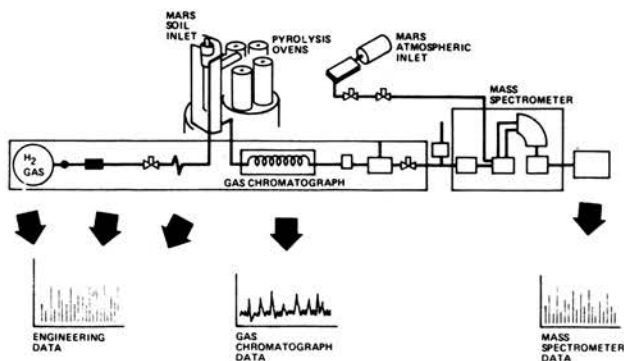 MARS
SOIL
INLET
PYROLYSIS
OVENS
MARS
ATMOSPHERIC
INLET
MASS
SPECTROMETER
H2
GAS
GAS CHROMATOGRAPH
ENGINEERING
DATA
GAS
CHROMATOGRAPH
DATA
MASS
SPECTROMETER
DATA